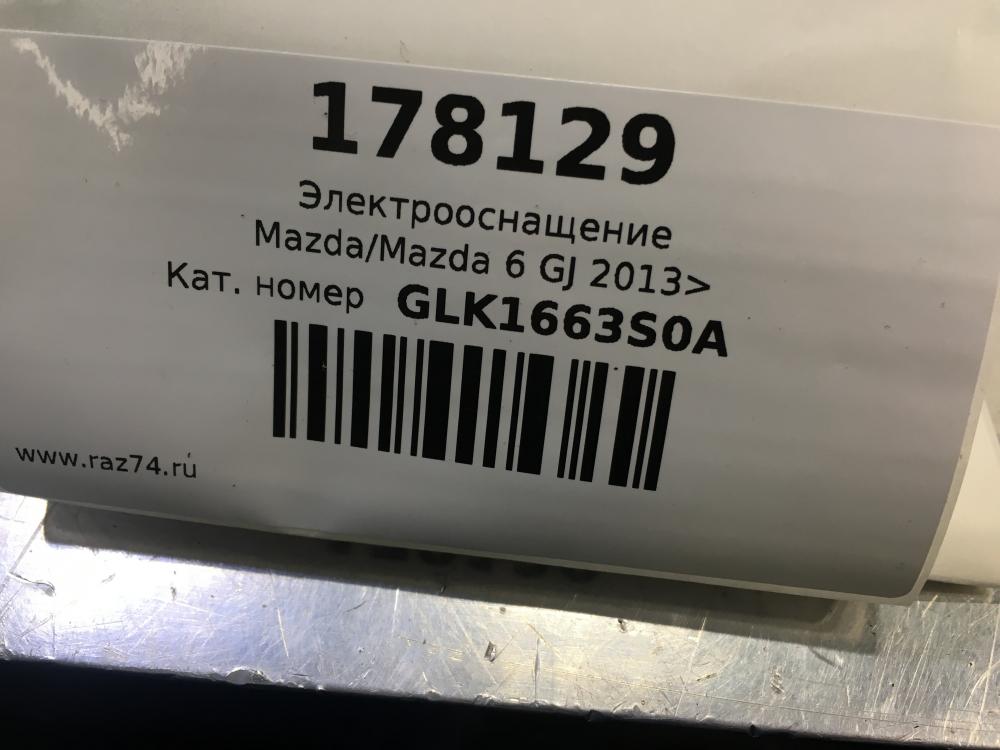 178129
Электрооснащение
Mazda/Mazda 6 GJ 2013>
Кат. номер GLK1663S0A
www.raz74.ru